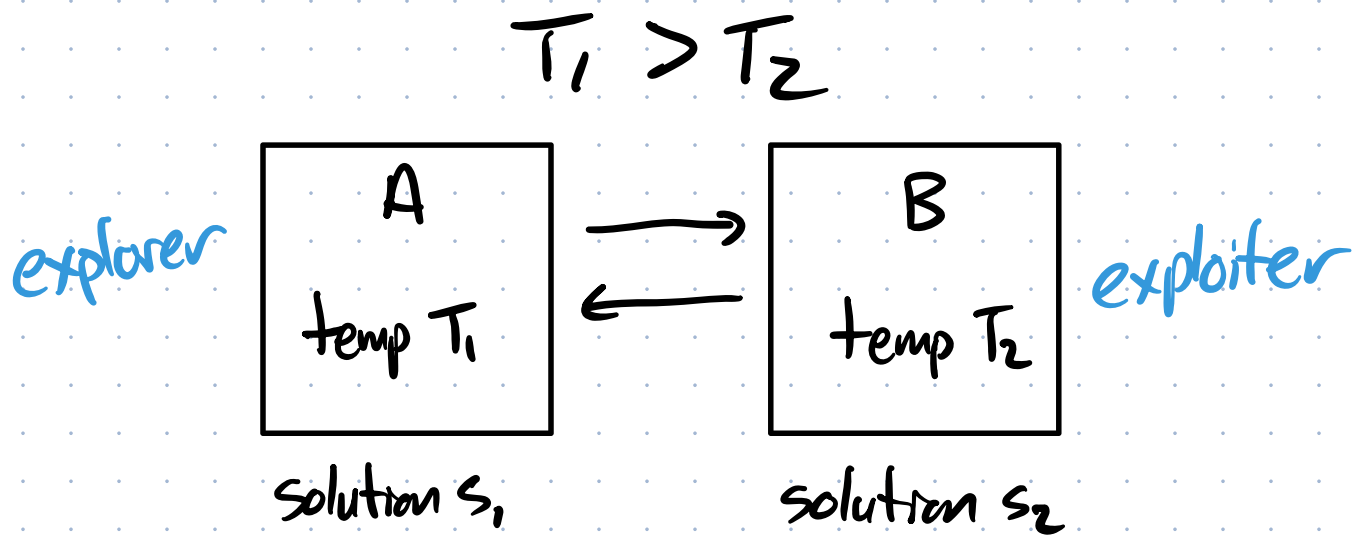 T₁ > T₂
A
B
explorer
exploiter
temp T₁
temp T₂
solution s₁
solution s₂